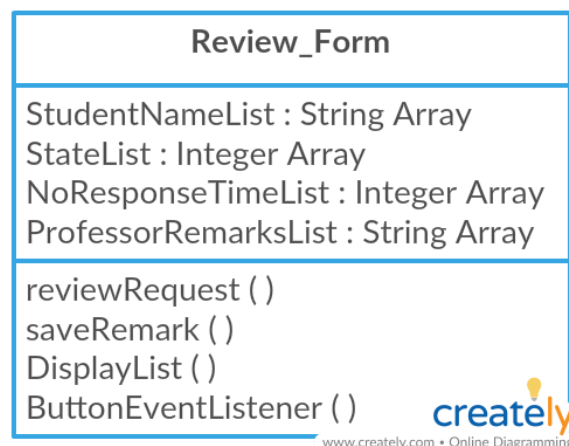 Review_Form
StudentNameList : String Array
StateList : Integer Array
NoResponseTimeList : Integer Array
ProfessorRemarksList : String Array
reviewRequest ( )
saveRemark ( )
DisplayList ( )
ButtonEventListener ( )
creately
www.creately.com • Online Diagramming